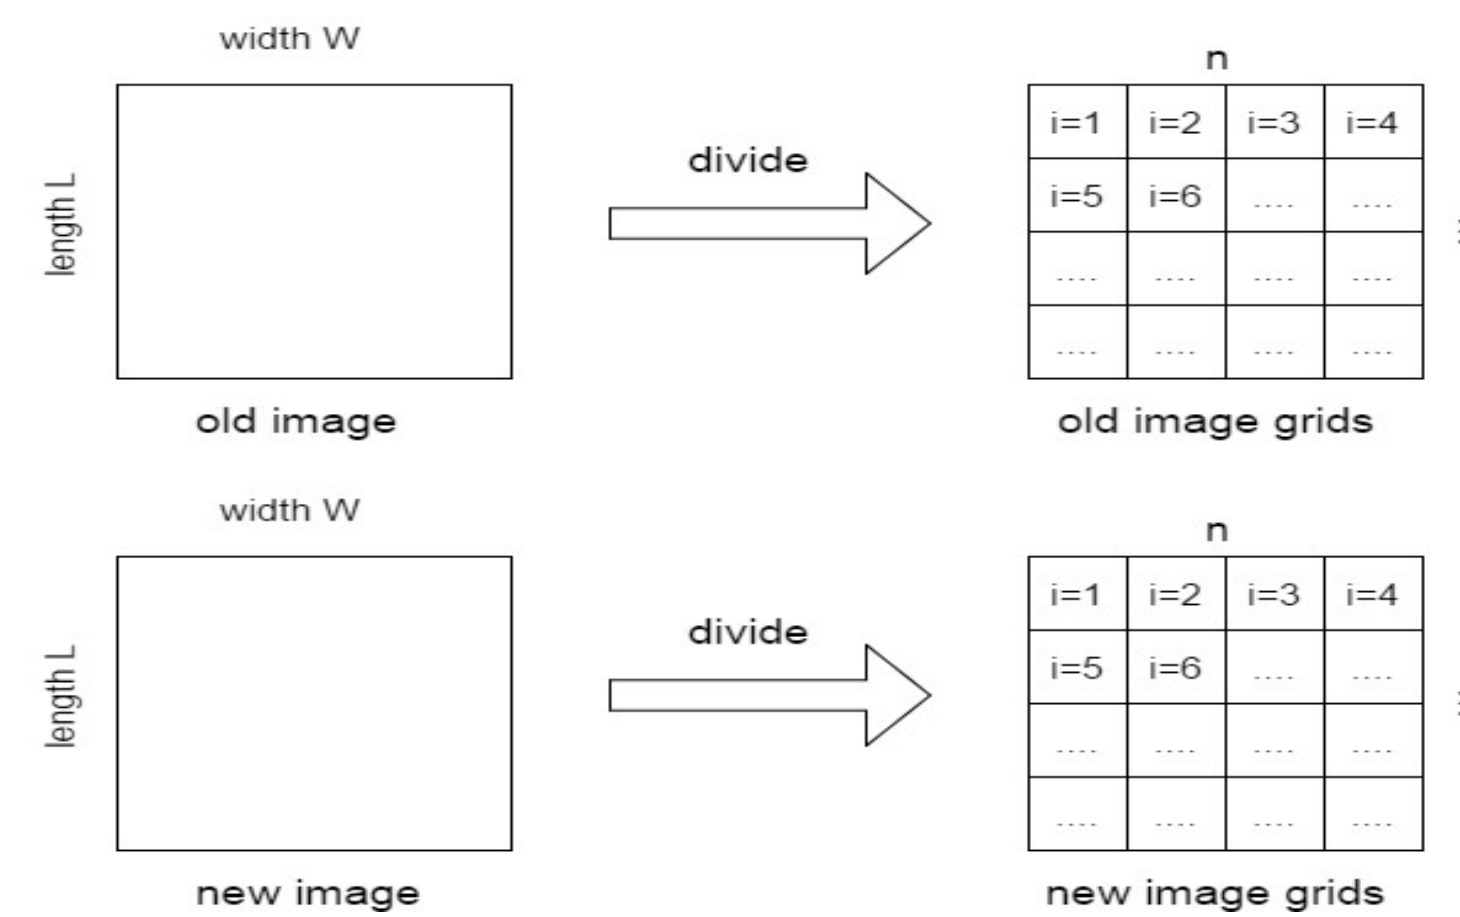 width W
n
length L
divide
i=1 i=2 i=3 i=4
i=5 i=6 .... ....
.... .... .... ....
.... .... .... ....
old image
old image grids
width W
n
length L
divide
i=1 i=2 i=3 i=4
i=5 i=6 .... ....
.... .... .... ....
.... .... .... ....
new image
new image grids